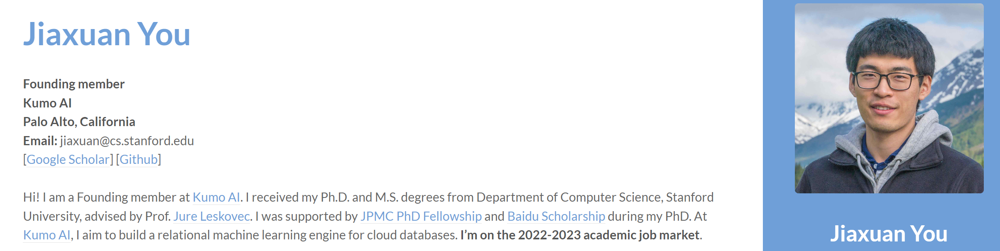 Jiaxuan You
Founding member
Kumo AI
Palo Alto, California
Email: jiaxuan@cs.stanford.edu
[Google Scholar] [Github]
Hi! I am a Founding member at Kumo AI. I received my Ph.D. and M.S. degrees from Department of Computer Science, Stanford
University, advised by Prof. Jure Leskovec. I was supported by JPMC PhD Fellowship and Baidu Scholarship during my PhD. At
Kumo AI, I aim to build a relational machine learning engine for cloud databases. I’m on the 2022-2023 academic job market.
Jiaxuan You